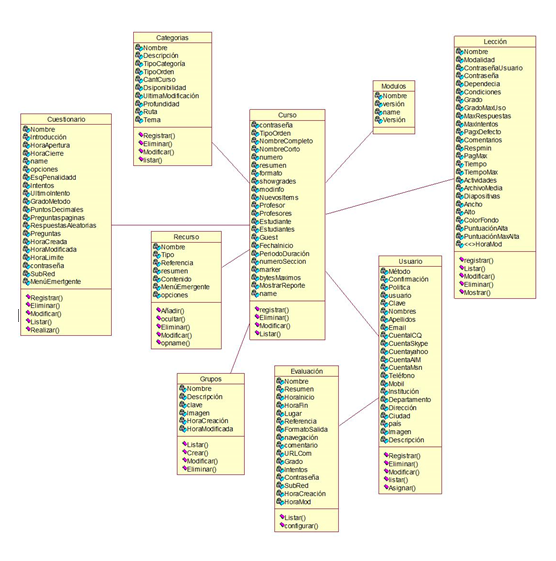 Categorias
Nombre
Descripción
TipoCategoría
TipoOrden
CantCurso
Dsiponibilidad
UltimaModificación
Profundidad
Ruta
Tema
Registrar()
Eliminar()
Modificar()
listar()
Lección
Nombre
Modalidad
ContraseñaUsuario
Contraseña
Dependecia
Condiciones
Grado
GradoMaxUso
MaxRespuestas
MaxIntentos
PagxDefecto
Comentarios
Respmin
PagMax
Tiempo
TiempoMax
Actividades
ArchivoMedia
Diapositivas
Ancho
Alto
ColorFondo
PuntuaciónAlta
PuntuaciónMaxAlta
<<>HoraMod
registrar()
Listar()
Modificar()
Eliminar()
Mostrar()
Modulos
Nombre
versión
name
Versión
Cuestionario
Nombre
Introducción
HoraApertura
HoraCierre
name
opciones
EsqPenalidadd
Intentos
UltimoIntento
GradoMetodo
PuntosDecimales
Preguntaspaginas
RespuestasAleatorias
Preguntas
HoraCreada
HoraModificada
HoraLimite
contraseña
SubRed
MenúEmerfgente
Registrar()
Eliminar()
Modificar()
Listar()
Realizar()
Curso
contraseña
TipoOrden
NombreCompleto
NombreCorto
numero
resumen
formato
showgrades
modinfo
NuevosItems
Profesor
Profesores
Estudiante
Estudiantes
Guest
FechaInicio
PeriodoDuración
numeroSeccion
marker
bytesMaximos
MostrarReporte
name
registrar()
Eliminar()
Modificar()
Listar()
Recurso
Nombre
Tipo
Referencia
resumen
Contenido
MenúEmergente
opciones
Añadir()
ocultar()
Eliminar()
Modificar()
opname()
Usuario
Método
Confirmación
Politica
usuario
Clave
Nombres
Apellidos
Email
CuentaICQ
CuentaSkype
Cuentayahoo
CuentaAIM
CuentaMsn
Teléfono
Mobil
Institución
Departamento
Dirección
Ciudad
país
Imagen
Descripción
Registrar()
Eliminar()
Modificar()
listar()
Asignar()
Grupos
Nombre
Descripción
clave
Imagen
HoraCreación
HoraModificada
Listar()
Crear()
Modificar()
Eliminar()
Evaluación
Nombre
Resumen
HoraInicio
HoraFin
Lugar
Referencia
FormatoSalida
navegación
comentario
URLCom
Grado
Intentos
Contraseña
SubRed
HoraCreación
HoraMod
Listar()
configurar()